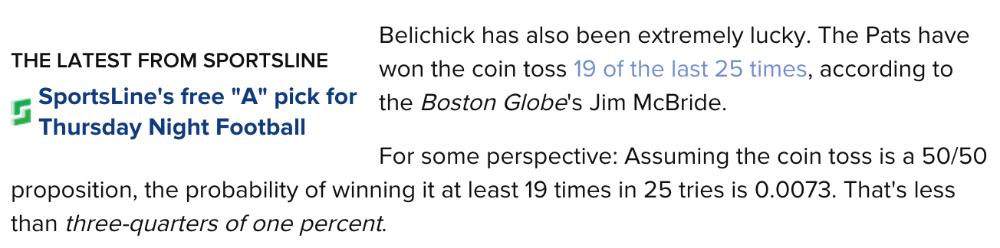 THE LATEST FROM SPORTSLINE
SportsLine's free "A" pick for
Thursday Night Football
Belichick has also been extremely lucky. The Pats have
won the coin toss 19 of the last 25 times, according to
the Boston Globe's Jim McBride.
For some perspective: Assuming the coin toss is a 50/50
proposition, the probability of winning it at least 19 times in 25 tries is 0.0073. That's less
than three-quarters of one percent.